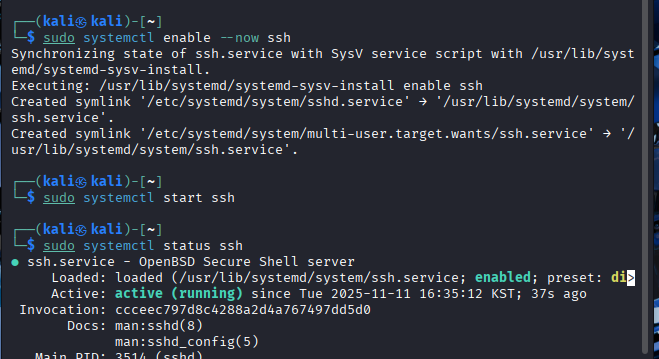 ┌──(kali㉿kali)-[~]
└─$ sudo systemctl enable --now ssh
Synchronizing state of ssh.service with SysV service script with /usr/lib/syst
emd/systemd-sysv-install.
Executing: /usr/lib/systemd/systemd-sysv-install enable ssh
Created symlink '/etc/systemd/system/sshd.service' → '/usr/lib/systemd/system/
ssh.service'.
Created symlink '/etc/systemd/system/multi-user.target.wants/ssh.service' → '/
usr/lib/systemd/system/ssh.service'.
┌──(kali㉿kali)-[~]
└─$ sudo systemctl start ssh
┌──(kali㉿kali)-[~]
└─$ sudo systemctl status ssh
● ssh.service - OpenBSD Secure Shell server
Loaded: loaded (/usr/lib/systemd/system/ssh.service; enabled; preset: di>
Active: active (running) since Tue 2025-11-11 16:35:12 KST; 37s ago
Invocation: ccceec797d8c4288a2d4a767497dd5d0
Docs: man:sshd(8)
man:sshd_config(5)
Main PID: 3514 (sshd)